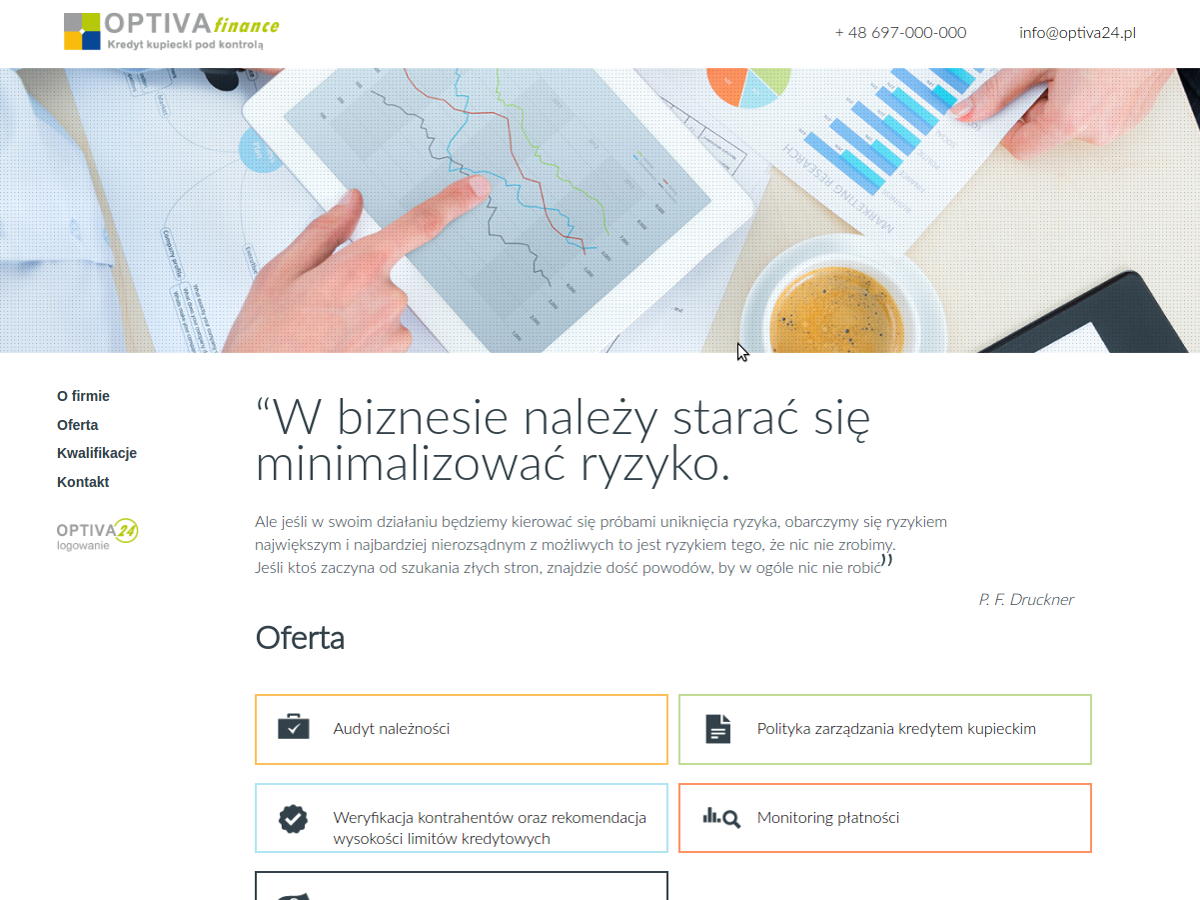 OPTIVA finance
Kredyt kupiecki pod kontrolą
+ 48 697-000-000
info@optiva24.pl
MARKETING RESEARCH
Company profile
O firmie
Oferta
Kwalifikacje
Kontakt
OPTIVA 24
logowanie
“W biznesie należy starać się
minimalizować ryzyko.
Ale jeśli w swoim działaniu będziemy kierować się próbami uniknięcia ryzyka, obarczymy się ryzykiem
największym i najbardziej nierozsądnym z możliwych to jest ryzykiem tego, że nic nie zrobimy.
Jeśli ktoś zaczyna od szukania złych stron, znajdzie dość powodów, by w ogóle nic nie robić”
P. F. Druckner
Oferta
Audyt należności
Polityka zarządzania kredytem kupieckim
Weryfikacja kontrahentów oraz rekomendacja
wysokości limitów kredytowych
Monitoring płatności